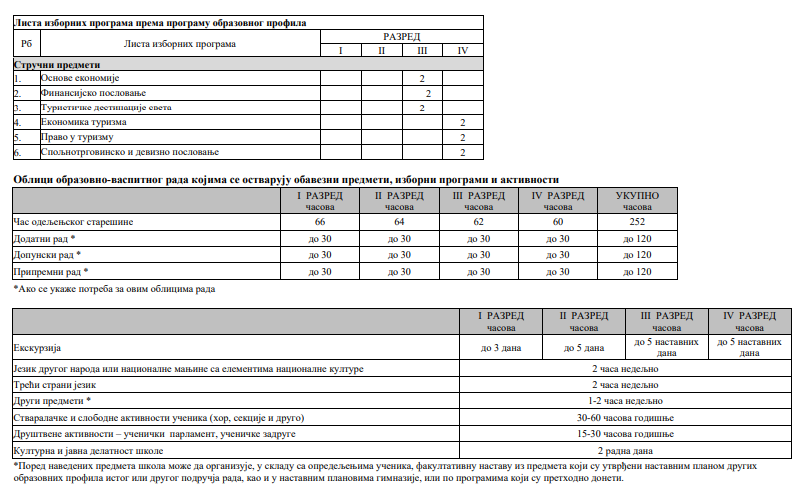 Листа изборних програма према програму образовног профила
Рб Листа изборних програма РАЗРЕД
I II III IV
Стручни предмети
1. Основе економије 2
2. Финансијско пословање 2
3. Туристичке дестинације света 2
4. Економика туризма 2
5. Право у туризму 2
6. Спољнотрговинско и девизно пословање 2
Облици образовно-васпитног рада којима се остварују обавезни предмети, изборни програми и активности
I РАЗРЕД II РАЗРЕД III РАЗРЕД IV РАЗРЕД УКУПНО
часова часова часова часова часова
Час одељењског старешине 66 64 62 60 252
Додатни рад * до 30 до 30 до 30 до 30 до 120
Допунски рад * до 30 до 30 до 30 до 30 до 120
Припремни рад * до 30 до 30 до 30 до 30 до 120
*Ако се укаже потреба за овим облицима рада
I РАЗРЕД II РАЗРЕД III РАЗРЕД IV РАЗРЕД
часова часова часова часова
Екскурзија до 3 дана до 5 дана до 5 наставних дана до 5 наставних дана
Језик другог народа или националне мањине са елементима националне културе 2 часа недељно
Трећи страни језик 2 часа недељно
Други предмети * 1-2 часа недељно
Стваралачке и слободне активности ученика (хор, секције и друго) 30-60 часова годишње
Друштвене активности – ученички парламент, ученичке задруге 15-30 часова годишње
Културна и јавна делатност школе 2 радна дана
*Поред наведених предмета школа може да организује, у складу са опредељењима ученика, факултативну наставу из предмета који су утврђени наставним планом других
образовних профила истог или другог подручја рада, као и у наставним плановима гимназије, или по програмима који су претходно донети.